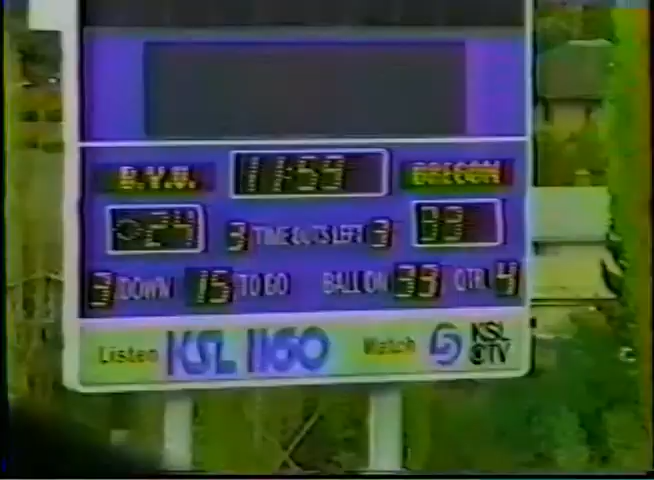 B.Y.U. 11:59 OREGON
24 3 TIME OUTS LEFT 3
3 DOWN 15 TO GO BALL ON 33 QTR. 4
Listen KSL 1160 Watch 5 KSL TV